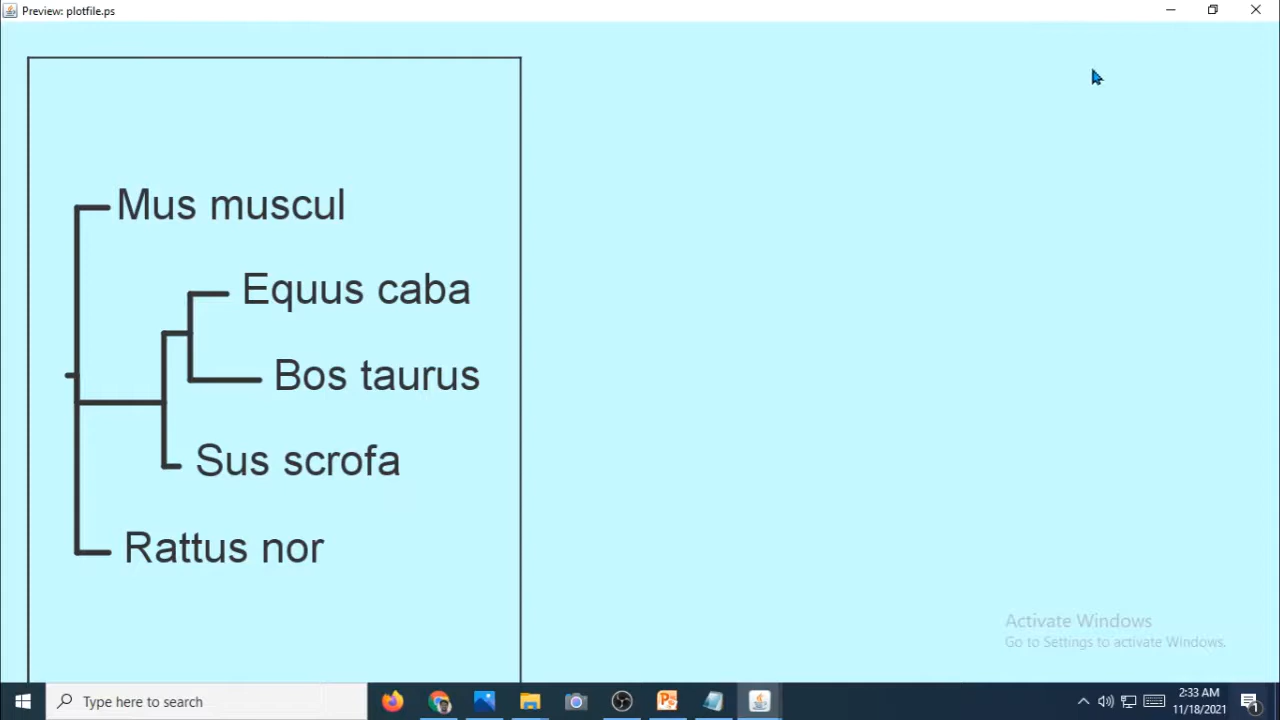 Preview: plotfile.ps
Mus muscul
Equus caba
Bos taurus
Sus scrofa
Rattus nor
Activate Windows
Go to Settings to activate Windows.
Type here to search
2:33 AM
11/18/2021
1